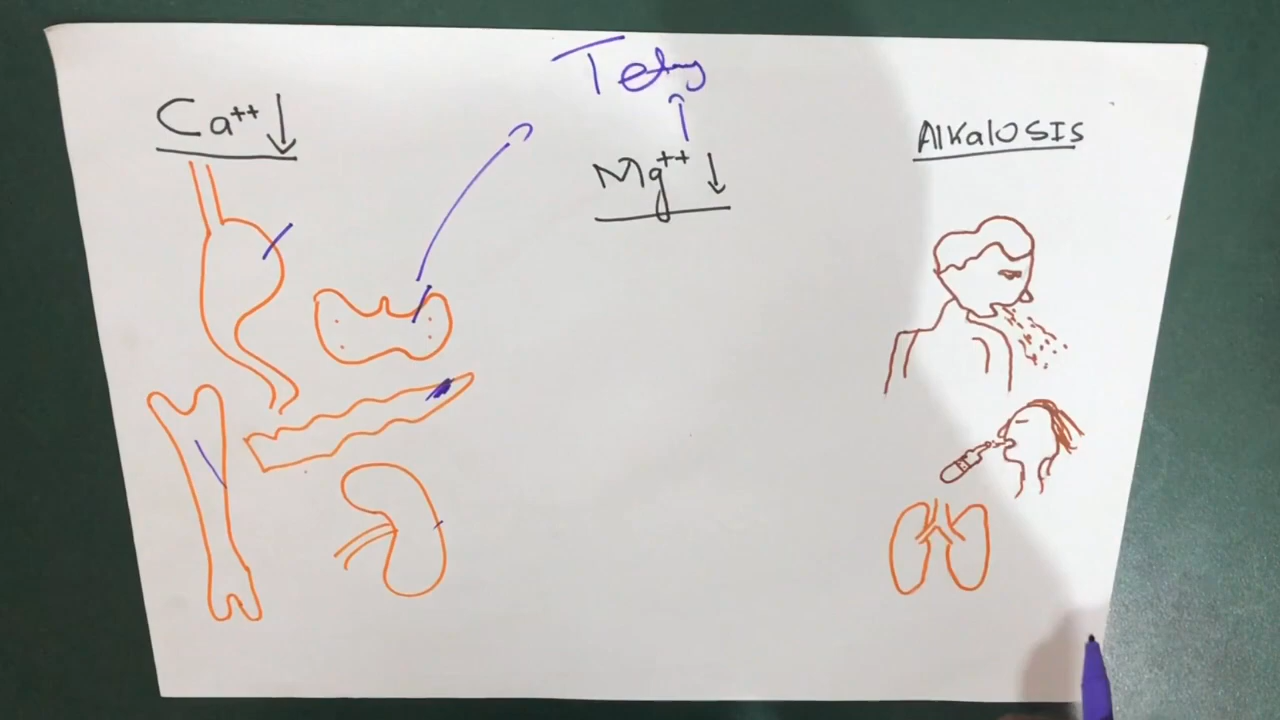 Tetany
Ca++ ↓
Mg++ ↓
AlKalOSIS